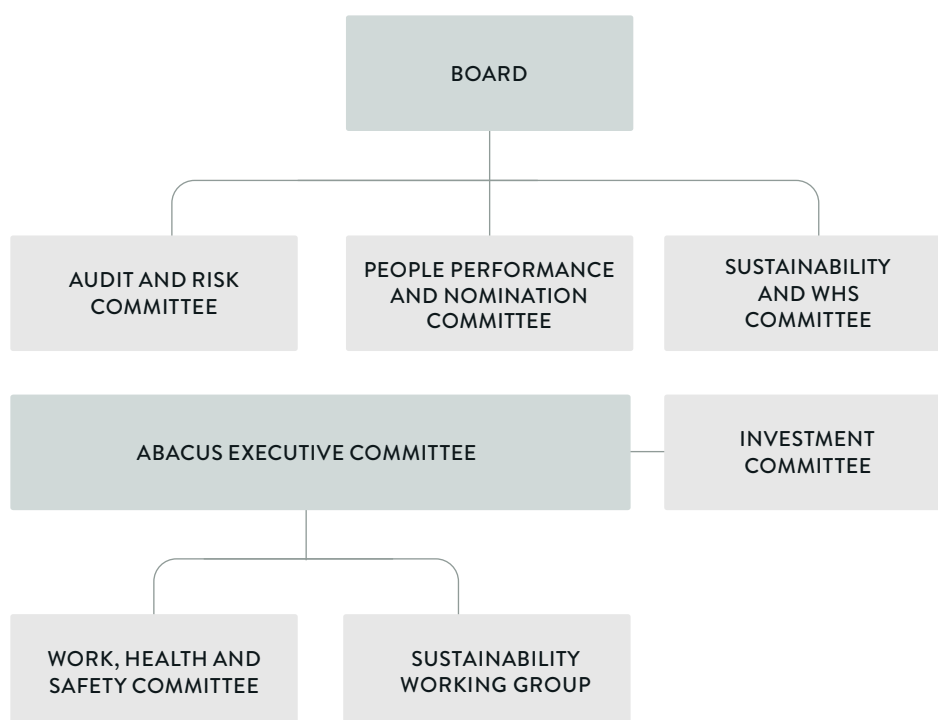 BOARD
AUDIT AND RISK
COMMITTEE
PEOPLE PERFORMANCE
AND NOMINATION
COMMITTEE
SUSTAINABILITY
AND WHS
COMMITTEE
ABACUS EXECUTIVE COMMITTEE
INVESTMENT
COMMITTEE
WORK, HEALTH AND
SAFETY COMMITTEE
SUSTAINABILITY
WORKING GROUP